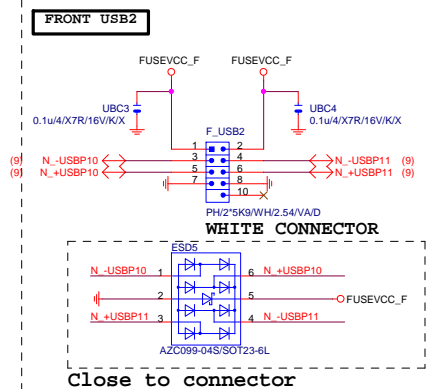 FRONT USB2
FUSEVCC_F FUSEVCC_F
UBC3 UBC4
0.1u/4/X7R/16V/K/X 0.1u/4/X7R/16V/K/X
F_USB2
1 2
(9) N_-USBP10 3 4 N_-USBP11 (9)
(9) N_+USBP10 5 6 N_+USBP11 (9)
7 8
10
PH/2*5K9/WH/2.54/VA/D
WHITE CONNECTOR
ESD5
N_-USBP10 1 6 N_+USBP10
2 5 FUSEVCC_F
N_+USBP11 3 4 N_-USBP11
AZC099-04S/SOT23-6L
Close to connector